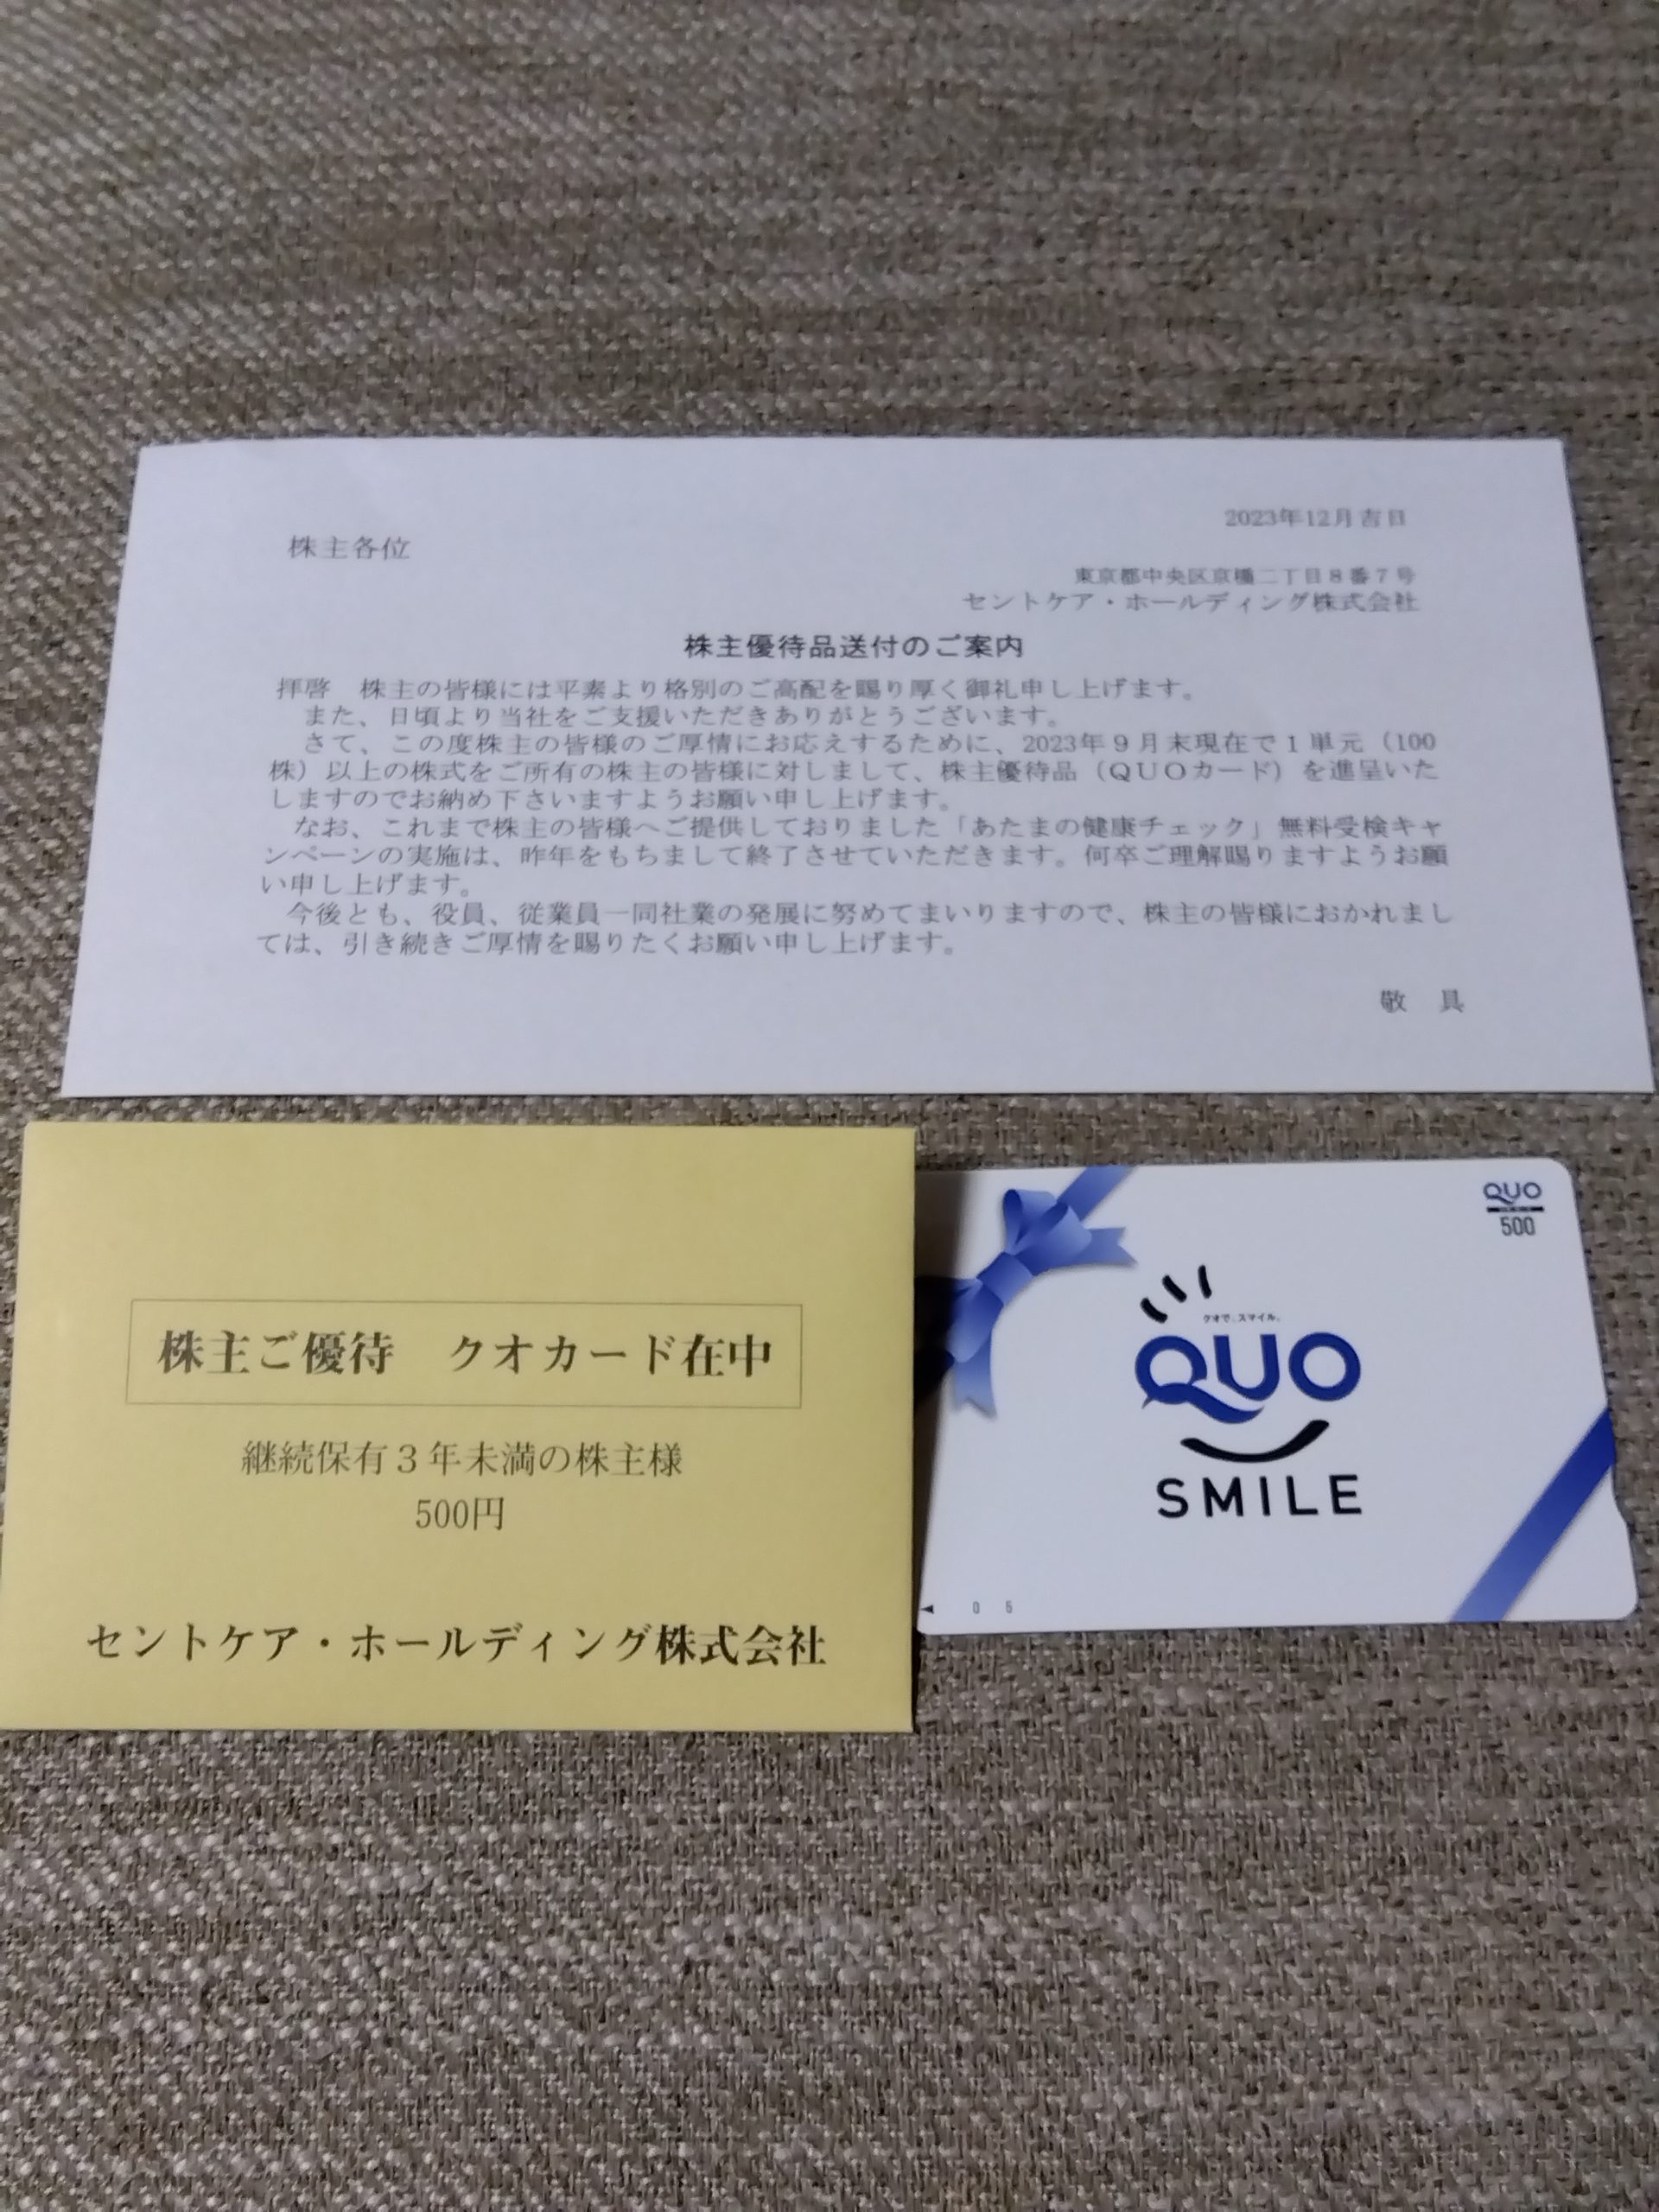 2023年12月吉日
株主各位
東京都中央区京橋二丁目8番7号
セントケア・ホールディング株式会社
株主優待品送付のご案内
拝啓　株主の皆様には平素より格別のご高配を賜り厚く御礼申し上げます。
また、日頃より当社をご支援いただきありがとうございます。
さて、この度株主の皆様のご厚情にお応えするために、2023年9月末現在で1単元（100
株）以上の株式をご所有の株主の皆様に対しまして、株主優待品（QUOカード）を進呈いた
しますのでお納め下さいますようお願い申し上げます。
なお、これまで株主の皆様へご提供しておりました「あたまの健康チェック」無料受検キャ
ンペーンの実施は、昨年をもちまして終了させていただきます。何卒ご理解賜りますようお願
い申し上げます。
今後とも、役員、従業員一同社業の発展に努めてまいりますので、株主の皆様におかれまし
ては、引き続きご厚情を賜りたくお願い申し上げます。
敬　具
株主ご優待　クオカード在中
継続保有3年未満の株主様
500円
セントケア・ホールディング株式会社
QUO
500
クオで、スマイル。
QUO
SMILE
◀ 0 5